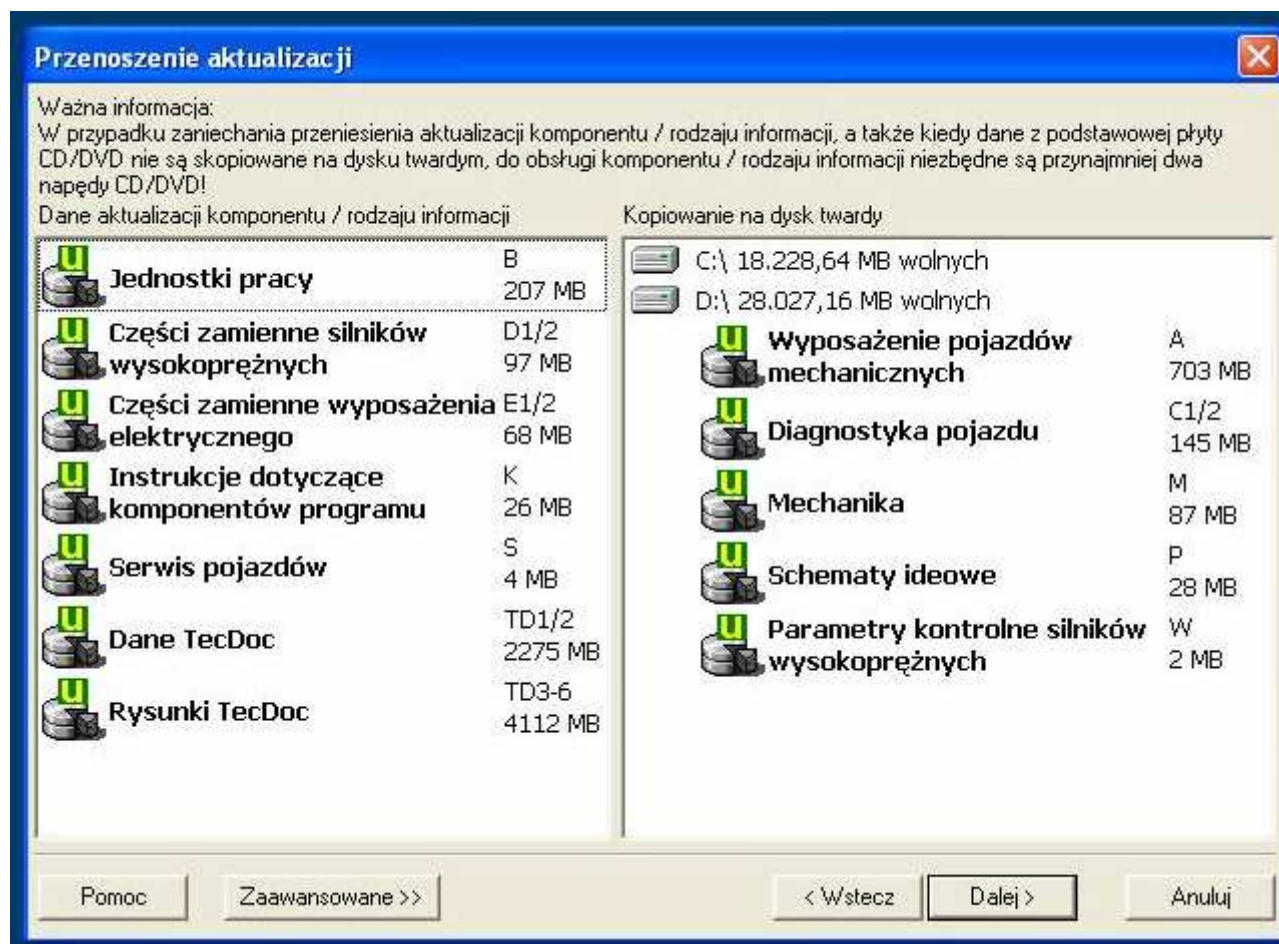 Przenoszenie aktualizacji
Ważna informacja:
W przypadku zaniechania przeniesienia aktualizacji komponentu / rodzaju informacji, a także kiedy dane z podstawowej płyty
CD/DVD nie są skopiowane na dysku twardym, do obsługi komponentu / rodzaju informacji niezbędne są przynajmniej dwa
napędy CD/DVD!
Dane aktualizacji komponentu / rodzaju informacji
Jednostki pracy
B
207 MB
Części zamienne silników
wysokoprężnych
D1/2
97 MB
Części zamienne wyposażenia
elektrycznego
E1/2
68 MB
Instrukcje dotyczące
komponentów programu
K
26 MB
Serwis pojazdów
S
4 MB
Dane TecDoc
TD1/2
2275 MB
Rysunki TecDoc
TD3-6
4112 MB
Kopiowanie na dysk twardy
C:\ 18.228,64 MB wolnych
D:\ 28.027,16 MB wolnych
Wyposażenie pojazdów
mechanicznych
A
703 MB
Diagnostyka pojazdu
C1/2
145 MB
Mechanika
M
87 MB
Schematy ideowe
P
28 MB
Parametry kontrolne silników
wysokoprężnych
W
2 MB
Pomoc
Zaawansowane >>
< Wstecz
Dalej >
Anuluj